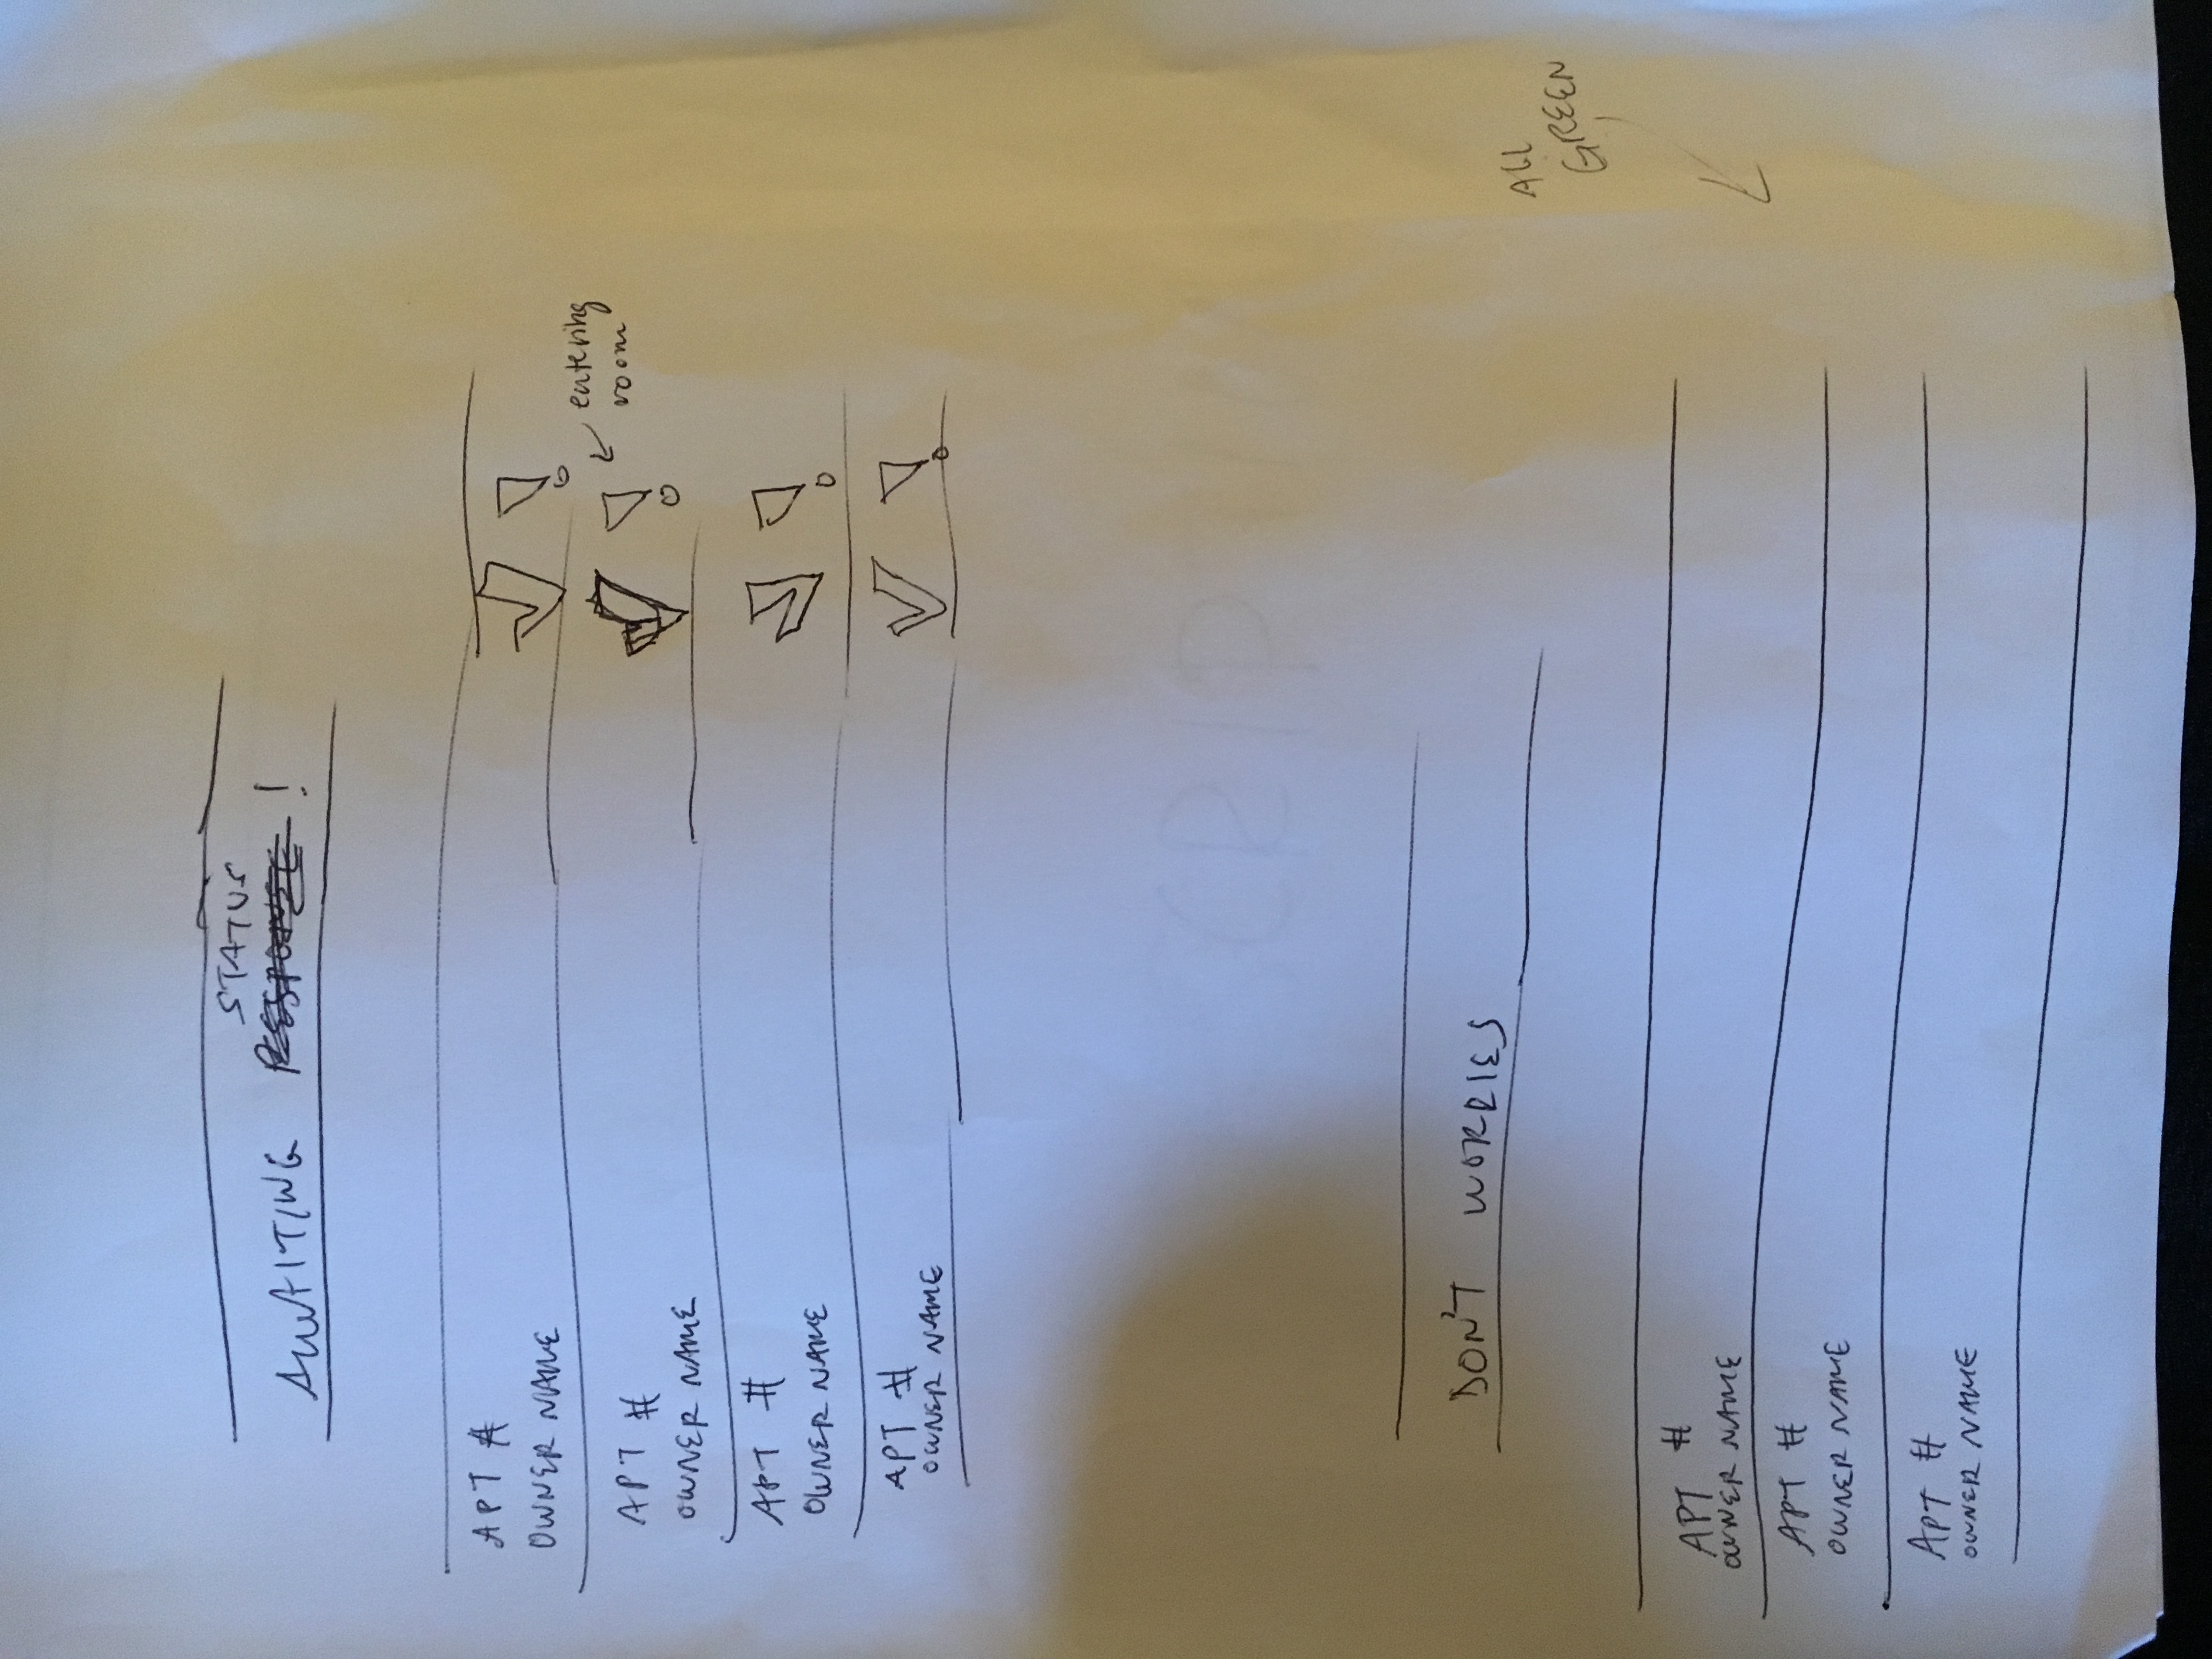 STATUS
AWAITING RESPONSE !
APT #
OWNER NAME
entering
room
APT #
OWNER NAME
APT #
OWNER NAME
APT #
OWNER NAME
CRIPT
DON'T WORRIES
ALL
GREEN
APT #
OWNER NAME
APT #
OWNER NAME
APT #
OWNER NAME